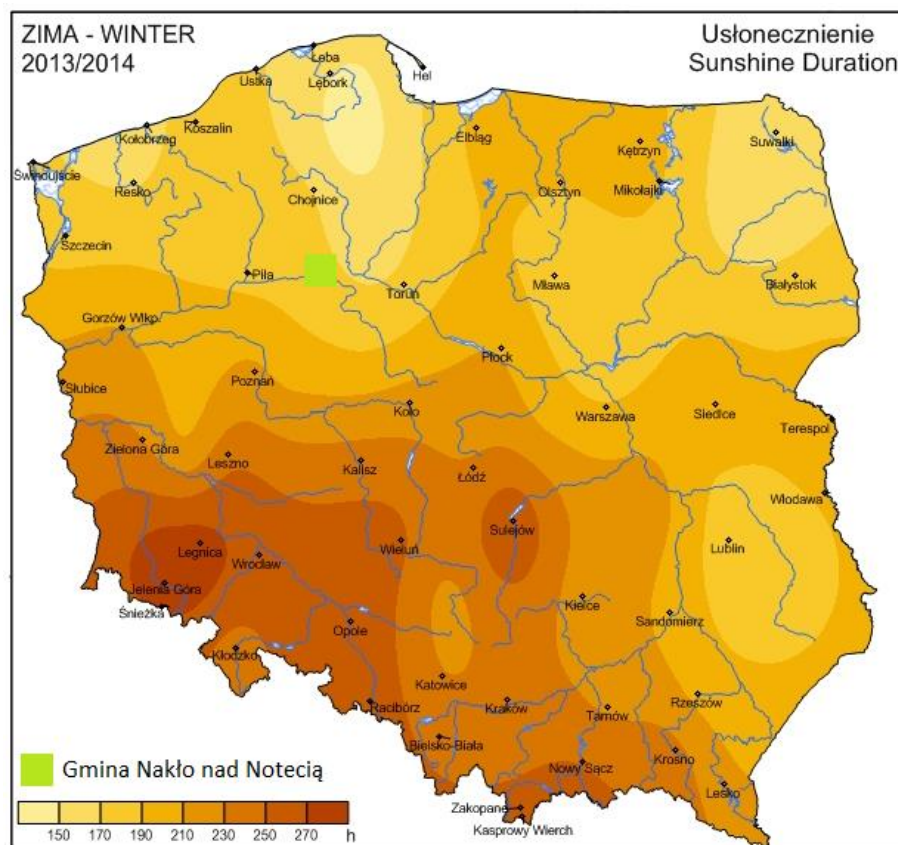 ZIMA - WINTER
2013/2014
Usłonecznienie
Sunshine Duration
Łeba
Hel
Ustka
Lębork
Koszalin
Kołobrzeg
Elbląg
Suwałki
Kętrzyn
Świnoujście
Resko
Chojnice
Olsztyn
Mikołajki
Szczecin
Piła
Toruń
Mława
Białystok
Gorzów Wlkp.
Płock
Słubice
Poznań
Koło
Warszawa
Siedlce
Terespol
Zielona Góra
Leszno
Kalisz
Łódź
Włodawa
Sulejów
Legnica
Wrocław
Wieluń
Lublin
Jelenia Góra
Śnieżka
Kielce
Sandomierz
Opole
Kłodzko
Katowice
Racibórz
Kraków
Tarnów
Rzeszów
Bielsko-Biała
Nowy Sącz
Krosno
Lesko
Zakopane
Kasprowy Wierch
Gmina Nakło nad Notecią
150 170 190 210 230 250 270 h